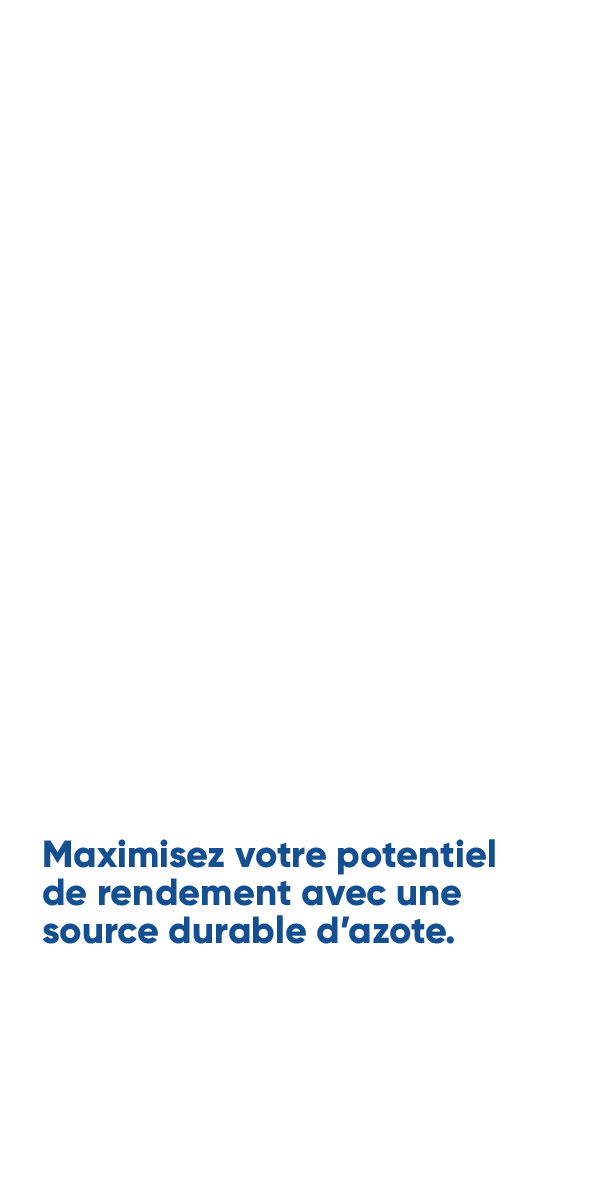 Maximisez votre potentiel
de rendement avec une
source durable d’azote.